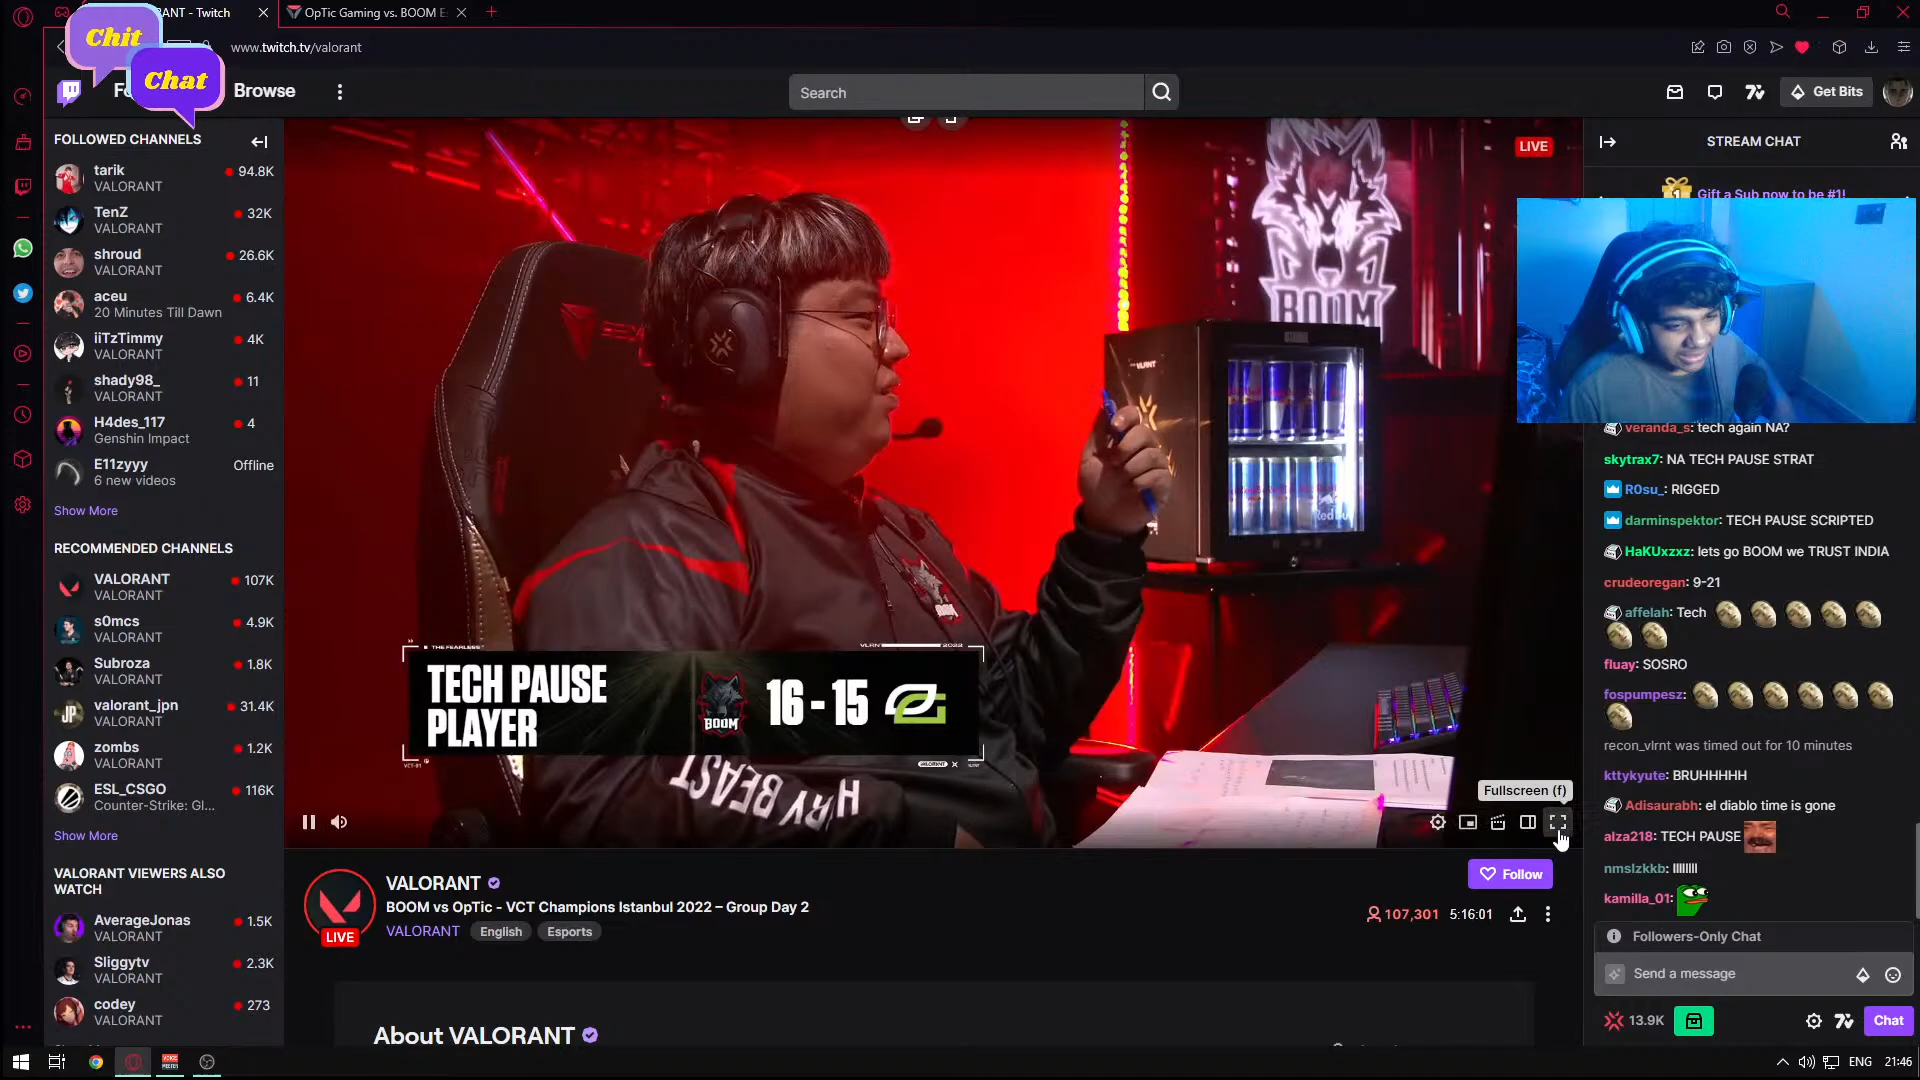 ANT - Twitch
OpTic Gaming vs. BOOM E
www.twitch.tv/valorant
Chit
Chat
Browse
Search
Get Bits
FOLLOWED CHANNELS
tarik
94.8K
VALORANT
TenZ
32K
VALORANT
shroud
26.6K
VALORANT
aceu
6.4K
20 Minutes Till Dawn
iiTzTimmy
4K
VALORANT
shady98_
11
VALORANT
H4des_117
4
Genshin Impact
E11zyyy
Offline
6 new videos
Show More
RECOMMENDED CHANNELS
VALORANT
107K
VALORANT
s0mcs
4.9K
VALORANT
Subroza
1.8K
VALORANT
valorant_jpn
31.4K
VALORANT
zombs
1.2K
VALORANT
ESL_CSGO
116K
Counter-Strike: Gl...
Show More
VALORANT VIEWERS ALSO
WATCH
AverageJonas
1.5K
VALORANT
Sliggytv
2.3K
VALORANT
codey
273
VALORANT
LIVE
BOOM
THE FEARLESS
TECH PAUSE
PLAYER
BOOM
16 - 15
VALORANT
Red Bull
Fullscreen (f)
VALORANT
LIVE
BOOM vs OpTic - VCT Champions Istanbul 2022 – Group Day 2
VALORANT
English
Esports
Follow
107,301
5:16:01
About VALORANT
STREAM CHAT
Gift a Sub now to be #1!
veranda_s: tech again NA?
skytrax7: NA TECH PAUSE STRAT
R0su_: RIGGED
darminspektor: TECH PAUSE SCRIPTED
HaKUxzxz: lets go BOOM we TRUST INDIA
crudeoregan: 9-21
affelah: Tech
fluay: SOSRO
fospumpesz:
recon_vlrnt was timed out for 10 minutes
kttykyute: BRUHHHHH
Adisaurabh: el diablo time is gone
alza218: TECH PAUSE
nmslzkkb: llllllll
kamilla_01:
Followers-Only Chat
Send a message
13.9K
Chat
ENG
21:46